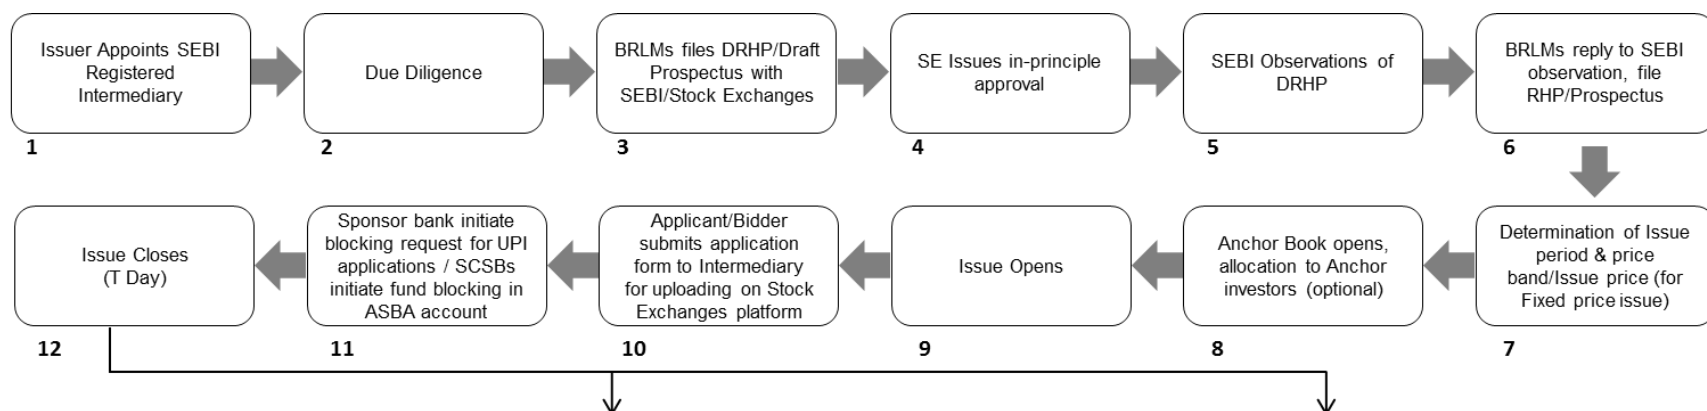 Issuer Appoints SEBI
Registered
Intermediary
1
Due Diligence
2
BRLMs files DRHP/Draft
Prospectus with
SEBI/Stock Exchanges
3
SE Issues in-principle
approval
4
SEBI Observations of
DRHP
5
BRLMs reply to SEBI
observation, file
RHP/Prospectus
6
Determination of Issue
period & price
band/Issue price (for
Fixed price issue)
7
Anchor Book opens,
allocation to Anchor
investors (optional)
8
Issue Opens
9
Applicant/Bidder
submits application
form to Intermediary
for uploading on Stock
Exchanges platform
10
Sponsor bank initiate
blocking request for UPI
applications / SCSBs
initiate fund blocking in
ASBA account
11
Issue Closes
(T Day)
12